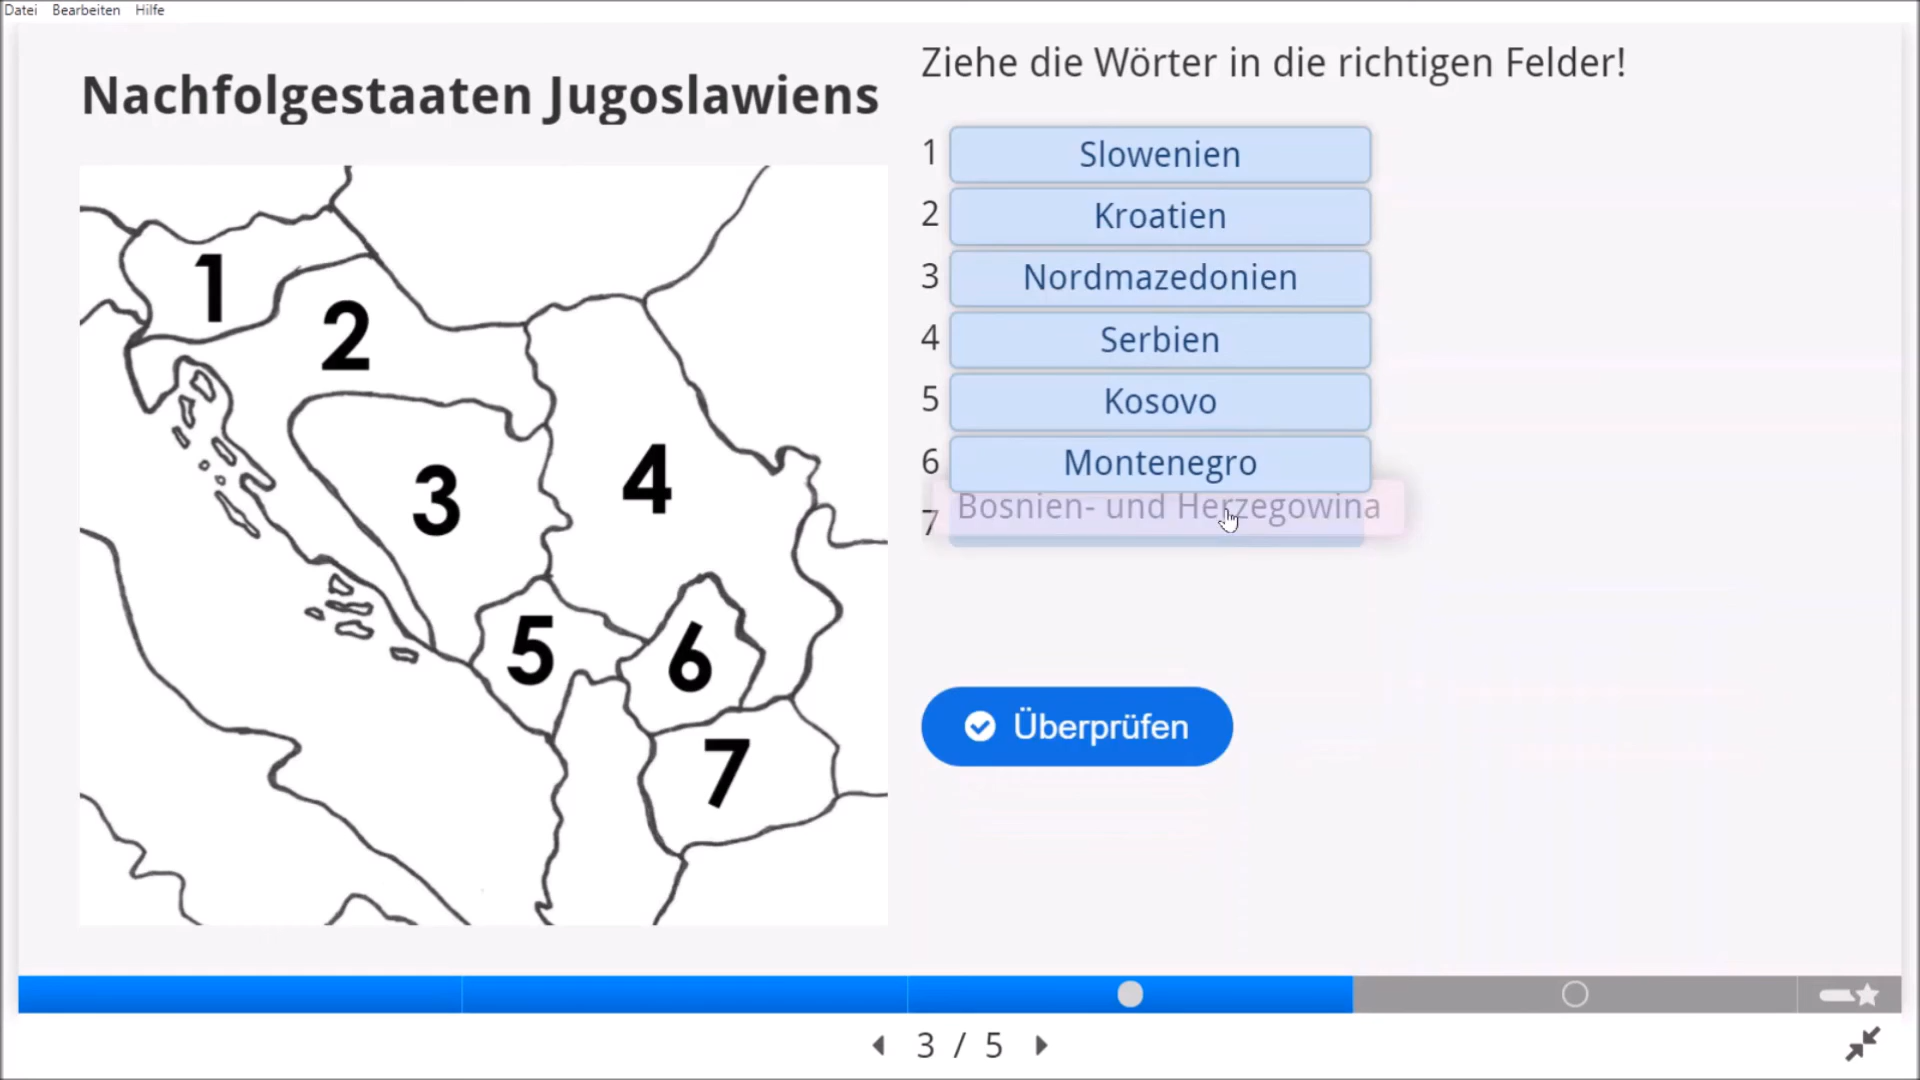 Datei Bearbeiten Hilfe
Nachfolgestaaten Jugoslawiens
1
2
3
4
5
6
7
Ziehe die Wörter in die richtigen Felder!
1 Slowenien
2 Kroatien
3 Nordmazedonien
4 Serbien
5 Kosovo
6 Montenegro
7 Bosnien- und Herzegowina
Überprüfen
3 / 5